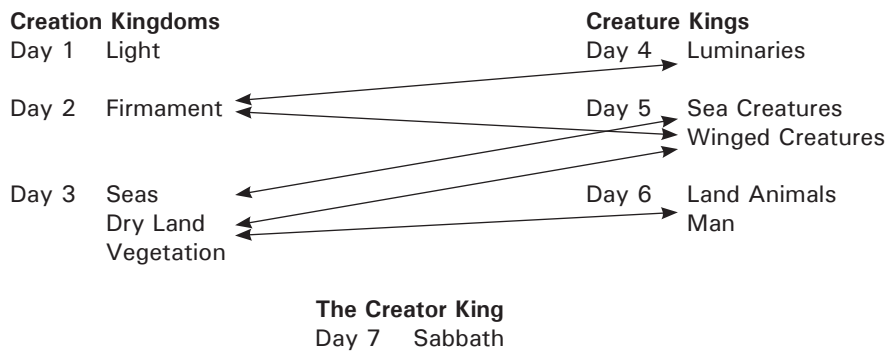 Creation Kingdoms Creature Kings
Day 1 Light Day 4 Luminaries
Day 2 Firmament Day 5 Sea Creatures
Winged Creatures
Day 3 Seas Day 6 Land Animals
Dry Land Man
Vegetation
The Creator King
Day 7 Sabbath